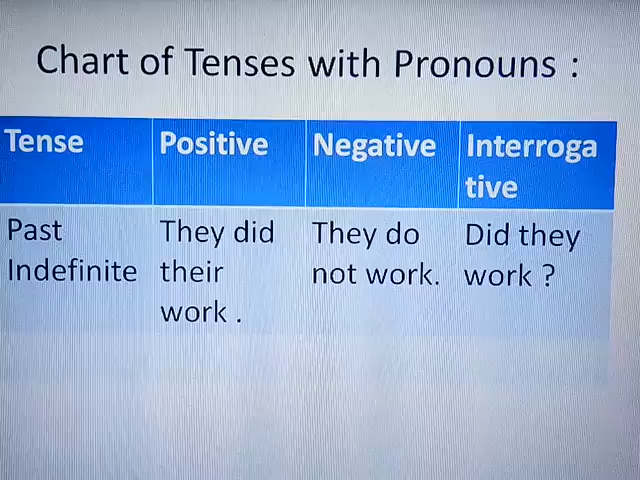 Chart of Tenses with Pronouns :
Tense
Positive
Negative
Interroga
tive
Past
Indefinite
They did
their
work .
They do
not work.
Did they
work ?